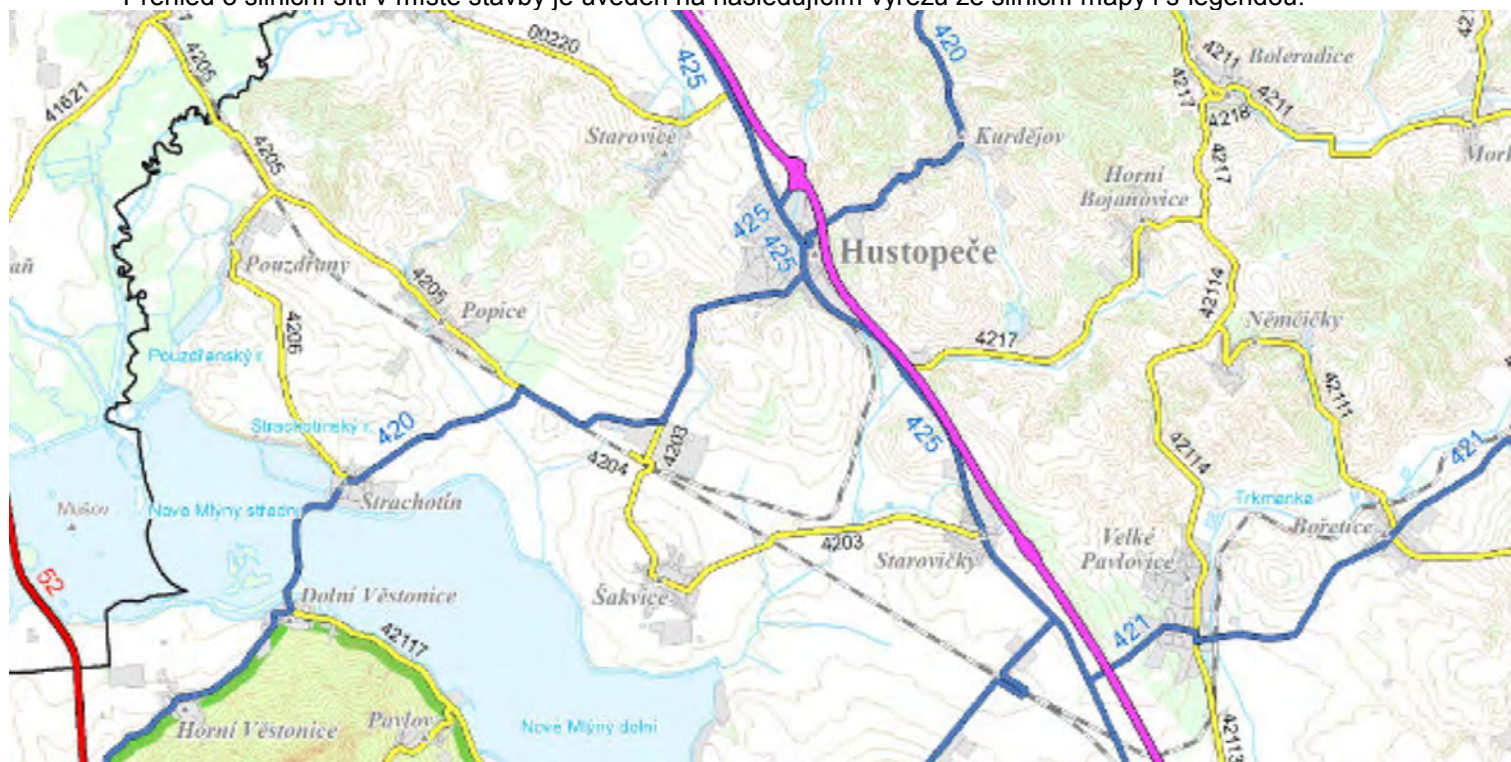 Přehled o silniční síti v místě stavby je uveden na následujícím výřezu ze silniční mapy i s legendou.
00220
420
425
4205
41621
4211
4217
Boleradice
4211
4218
Starovice
Kurdějov
4205
4217
Horní
Bojanovice
425
425
Hustopeče
Pouzdřany
4205
Popice
42114
Němčičky
4206
4217
Pouzdřanský r.
42111
Strachotínský r.
420
4203
425
421
4204
42114
Strachotín
Trkmanka
Mušov
Nové Mlýny střední
Bořetice
4203
Velké
Pavlovice
Starovičky
52
Dolní Věstonice
Šakvice
42117
421
Pavlov
Horní Věstonice
Nové Mlýny dolní
42113